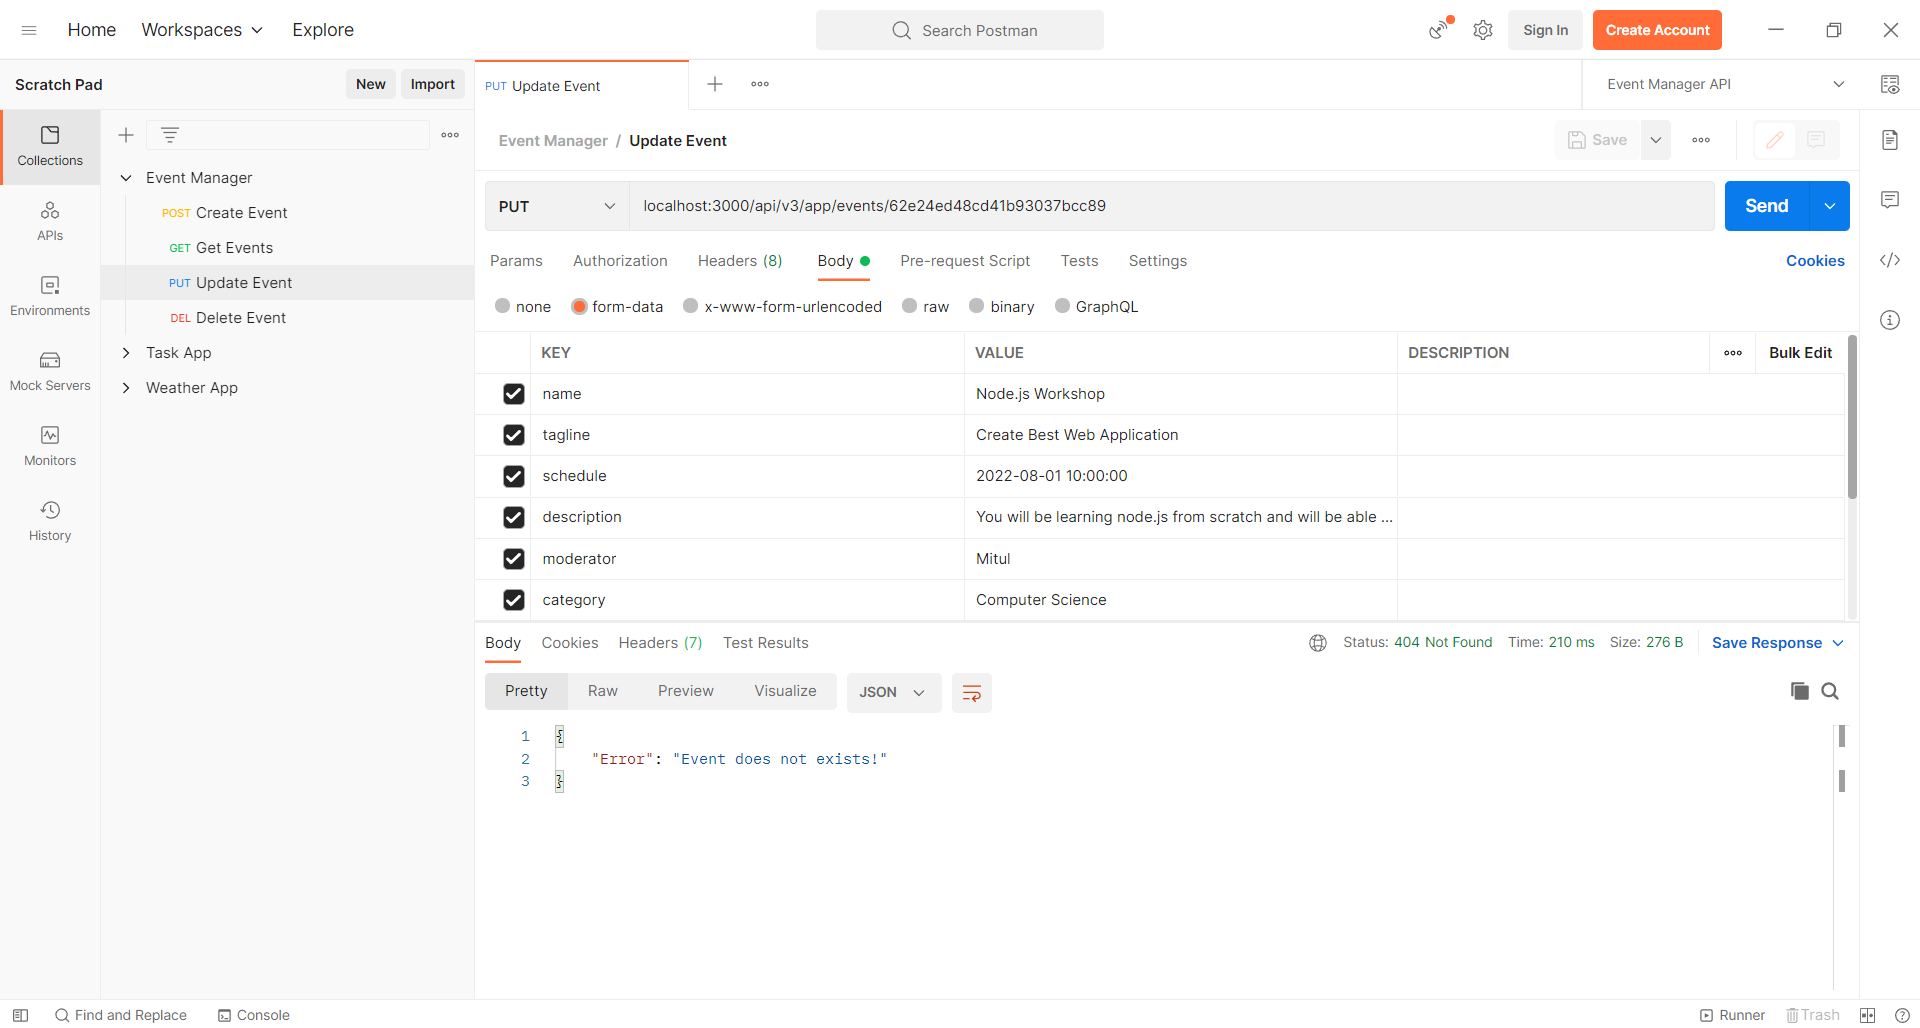 Home Workspaces Explore Search Postman Sign In Create Account
Scratch Pad New Import PUT Update Event Event Manager API
Collections
APIs
Environments
Mock Servers
Monitors
History
Event Manager
POST Create Event
GET Get Events
PUT Update Event
DEL Delete Event
Task App
Weather App
Event Manager / Update Event Save
PUT localhost:3000/api/v3/app/events/62e24ed48cd41b93037bcc89 Send
Params Authorization Headers (8) Body Pre-request Script Tests Settings Cookies
none form-data x-www-form-urlencoded raw binary GraphQL
KEY VALUE DESCRIPTION Bulk Edit
name Node.js Workshop
tagline Create Best Web Application
schedule 2022-08-01 10:00:00
description You will be learning node.js from scratch and will be able ...
moderator Mitul
category Computer Science
Body Cookies Headers (7) Test Results Status: 404 Not Found Time: 210 ms Size: 276 B Save Response
Pretty Raw Preview Visualize JSON
1 {
2 "Error": "Event does not exists!"
3 }
Find and Replace Console Runner Trash